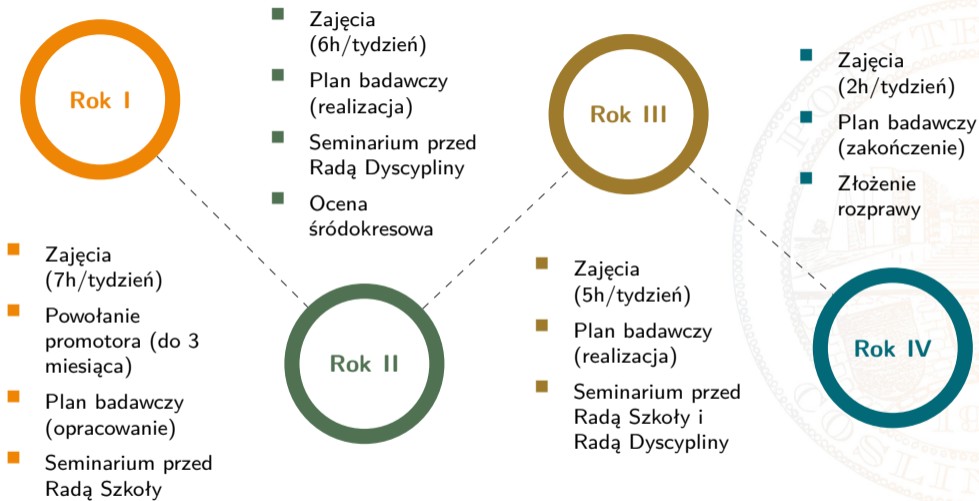 Rok I
Zajęcia
(7h/tydzień)
Powołanie
promotora (do 3
miesiąca)
Plan badawczy
(opracowanie)
Seminarium przed
Radą Szkoły
Zajęcia
(6h/tydzień)
Plan badawczy
(realizacja)
Seminarium przed
Radą Dyscypliny
Ocena
śródokresowa
Rok II
Rok III
Zajęcia
(5h/tydzień)
Plan badawczy
(realizacja)
Seminarium przed
Radą Szkoły i
Radą Dyscypliny
Zajęcia
(2h/tydzień)
Plan badawczy
(zakończenie)
Złożenie
rozprawy
Rok IV